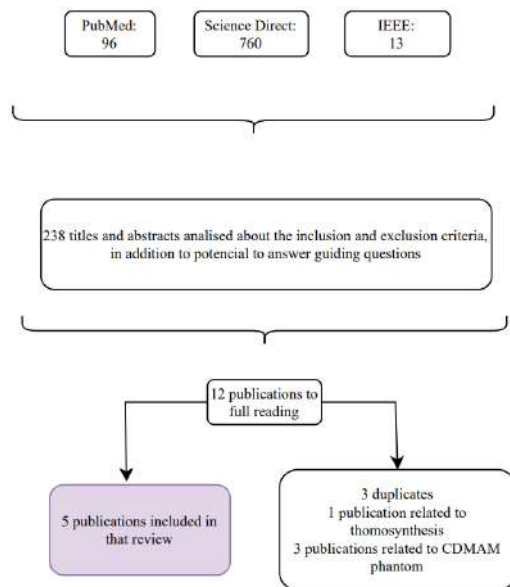 PubMed:
96
Science Direct:
760
IEEE:
13
238 titles and abstracts analised about the inclusion and exclusion criteria,
in addition to potencial to answer guiding questions
12 publications to
full reading
5 publications included in
that review
3 duplicates
1 publication related to
thomosynthesis
3 publications related to CDMAM
phantom